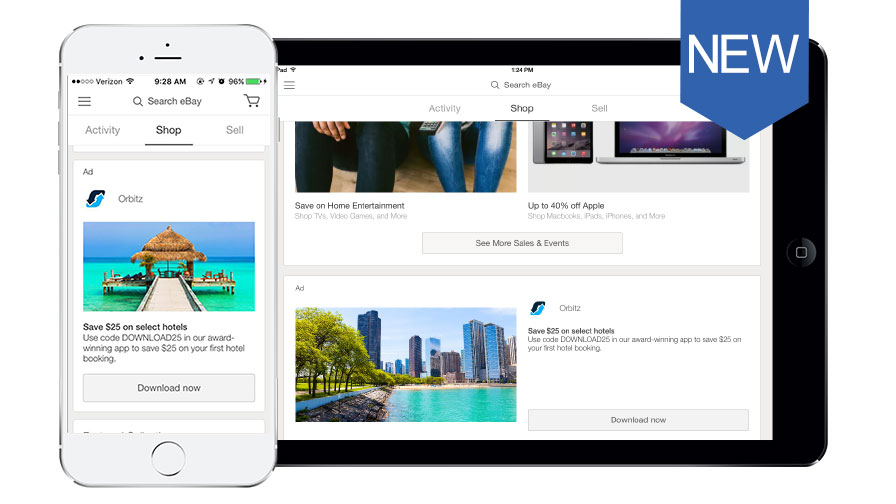 NEW
Verizon 9:28 AM 96%
Search eBay
Activity Shop Sell
Ad
Orbitz
Save $25 on select hotels
Use code DOWNLOAD25 in our award-
winning app to save $25 on your first hotel
booking.
Download now
Pad 1:24 PM
Search eBay
Activity Shop Sell
Save on Home Entertainment
Shop TVs, Video Games, and More
Up to 40% off Apple
Shop Macbooks, iPads, iPhones, and More
See More Sales & Events
Ad
Orbitz
Save $25 on select hotels
Use code DOWNLOAD25 in our award-winning app to save $25 on
your first hotel booking.
Download now